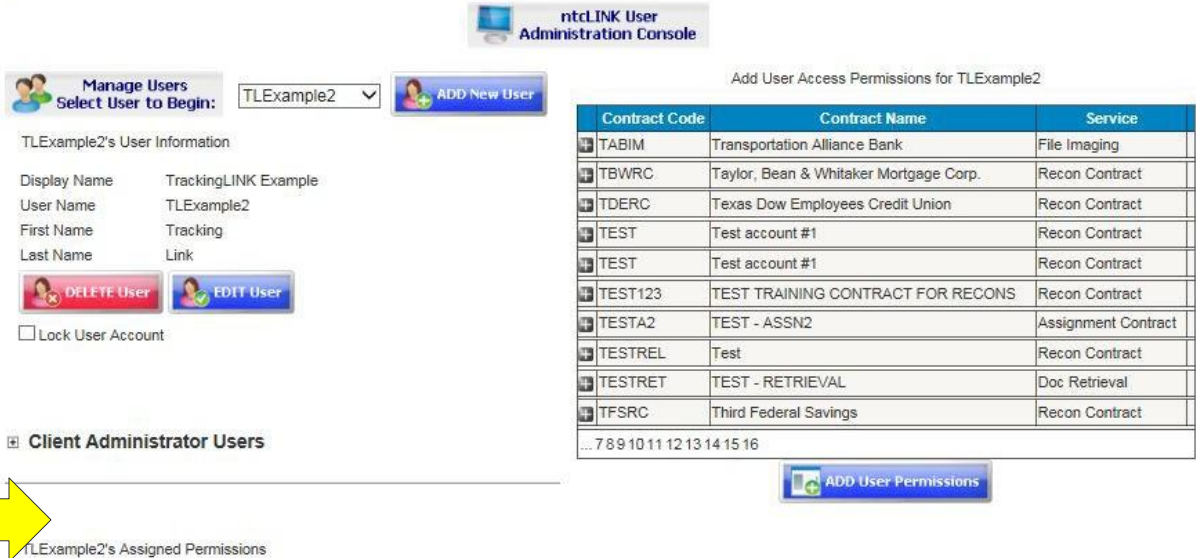 ntcLINK User
Administration Console
Manage Users
Select User to Begin:
TLExample2
ADD New User
TLExample2's User Information
Display Name TrackingLINK Example
User Name TLExample2
First Name Tracking
Last Name Link
DELETE User
EDIT User
Lock User Account
Client Administrator Users
TLExample2's Assigned Permissions
Add User Access Permissions for TLExample2
Contract Code Contract Name Service
TABIM Transportation Alliance Bank File Imaging
TBWRC Taylor, Bean & Whitaker Mortgage Corp. Recon Contract
TDERC Texas Dow Employees Credit Union Recon Contract
TEST Test account #1 Recon Contract
TEST Test account #1 Recon Contract
TEST123 TEST TRAINING CONTRACT FOR RECONS Recon Contract
TESTA2 TEST - ASSN2 Assignment Contract
TESTREL Test Recon Contract
TESTRET TEST - RETRIEVAL Doc Retrieval
TFSRC Third Federal Savings Recon Contract
... 7 8 9 10 11 12 13 14 15 16
ADD User Permissions